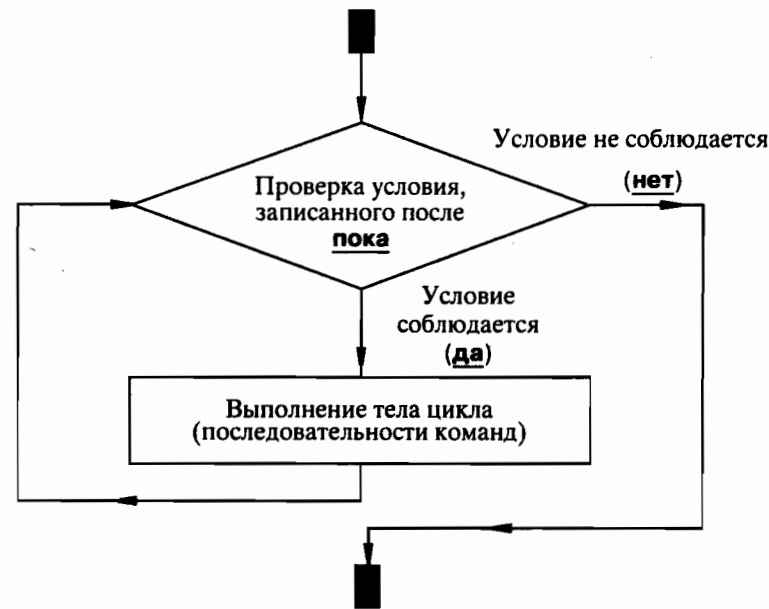 Условие не соблюдается
(нет)
Проверка условия,
записанного после
пока
Условие
соблюдается
(да)
Выполнение тела цикла
(последовательности команд)